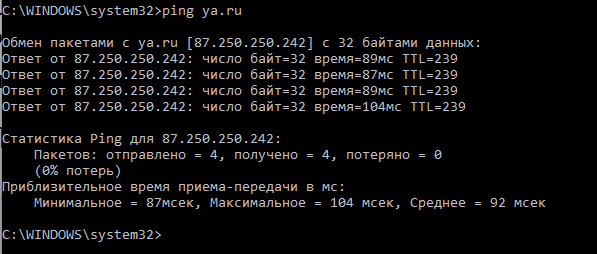 C:\WINDOWS\system32>ping ya.ru
Обмен пакетами с ya.ru [87.250.250.242] с 32 байтами данных:
Ответ от 87.250.250.242: число байт=32 время=89мс TTL=239
Ответ от 87.250.250.242: число байт=32 время=87мс TTL=239
Ответ от 87.250.250.242: число байт=32 время=89мс TTL=239
Ответ от 87.250.250.242: число байт=32 время=104мс TTL=239
Статистика Ping для 87.250.250.242:
Пакетов: отправлено = 4, получено = 4, потеряно = 0
(0% потерь)
Приблизительное время приема-передачи в мс:
Минимальное = 87мсек, Максимальное = 104 мсек, Среднее = 92 мсек
C:\WINDOWS\system32>